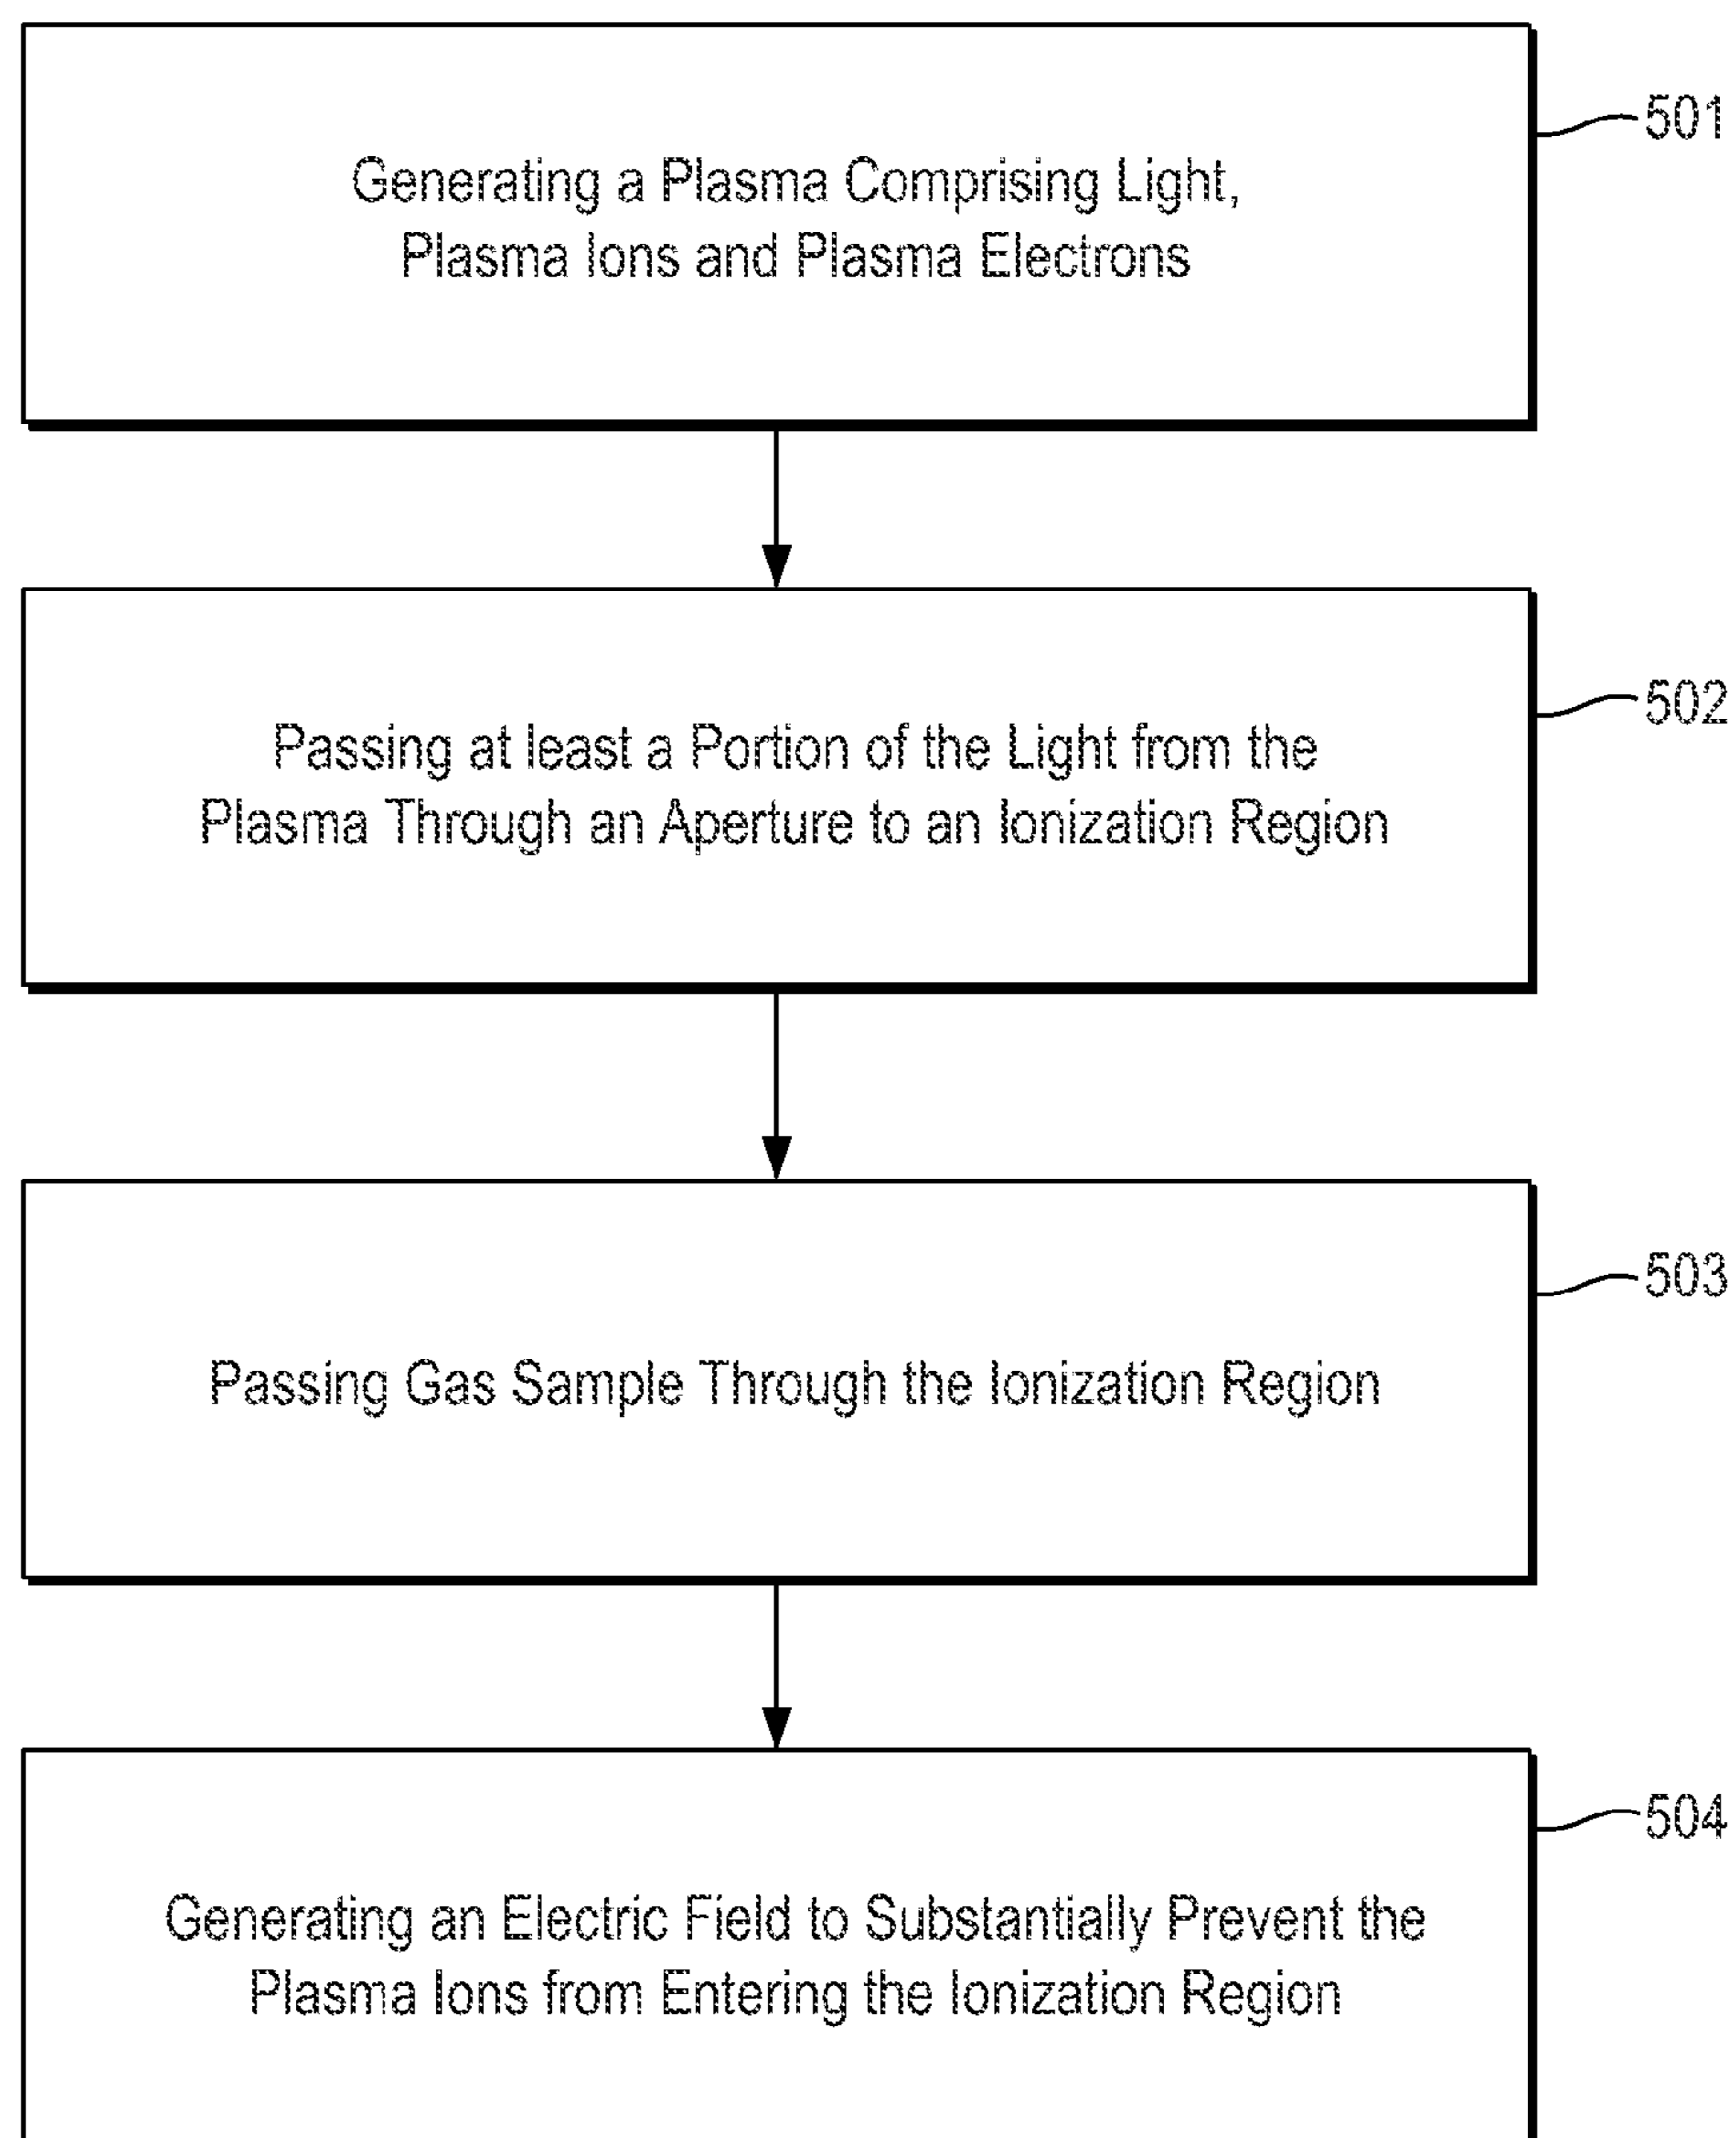 501
Generating a Plasma Comprising Light,
Plasma Ions and Plasma Electrons
502
Passing at least a Portion of the Light from the
Plasma Through an Aperture to an Ionization Region
503
Passing Gas Sample Through the Ionization Region
504
Generating an Electric Field to Substantially Prevent the
Plasma Ions from Entering the Ionization Region